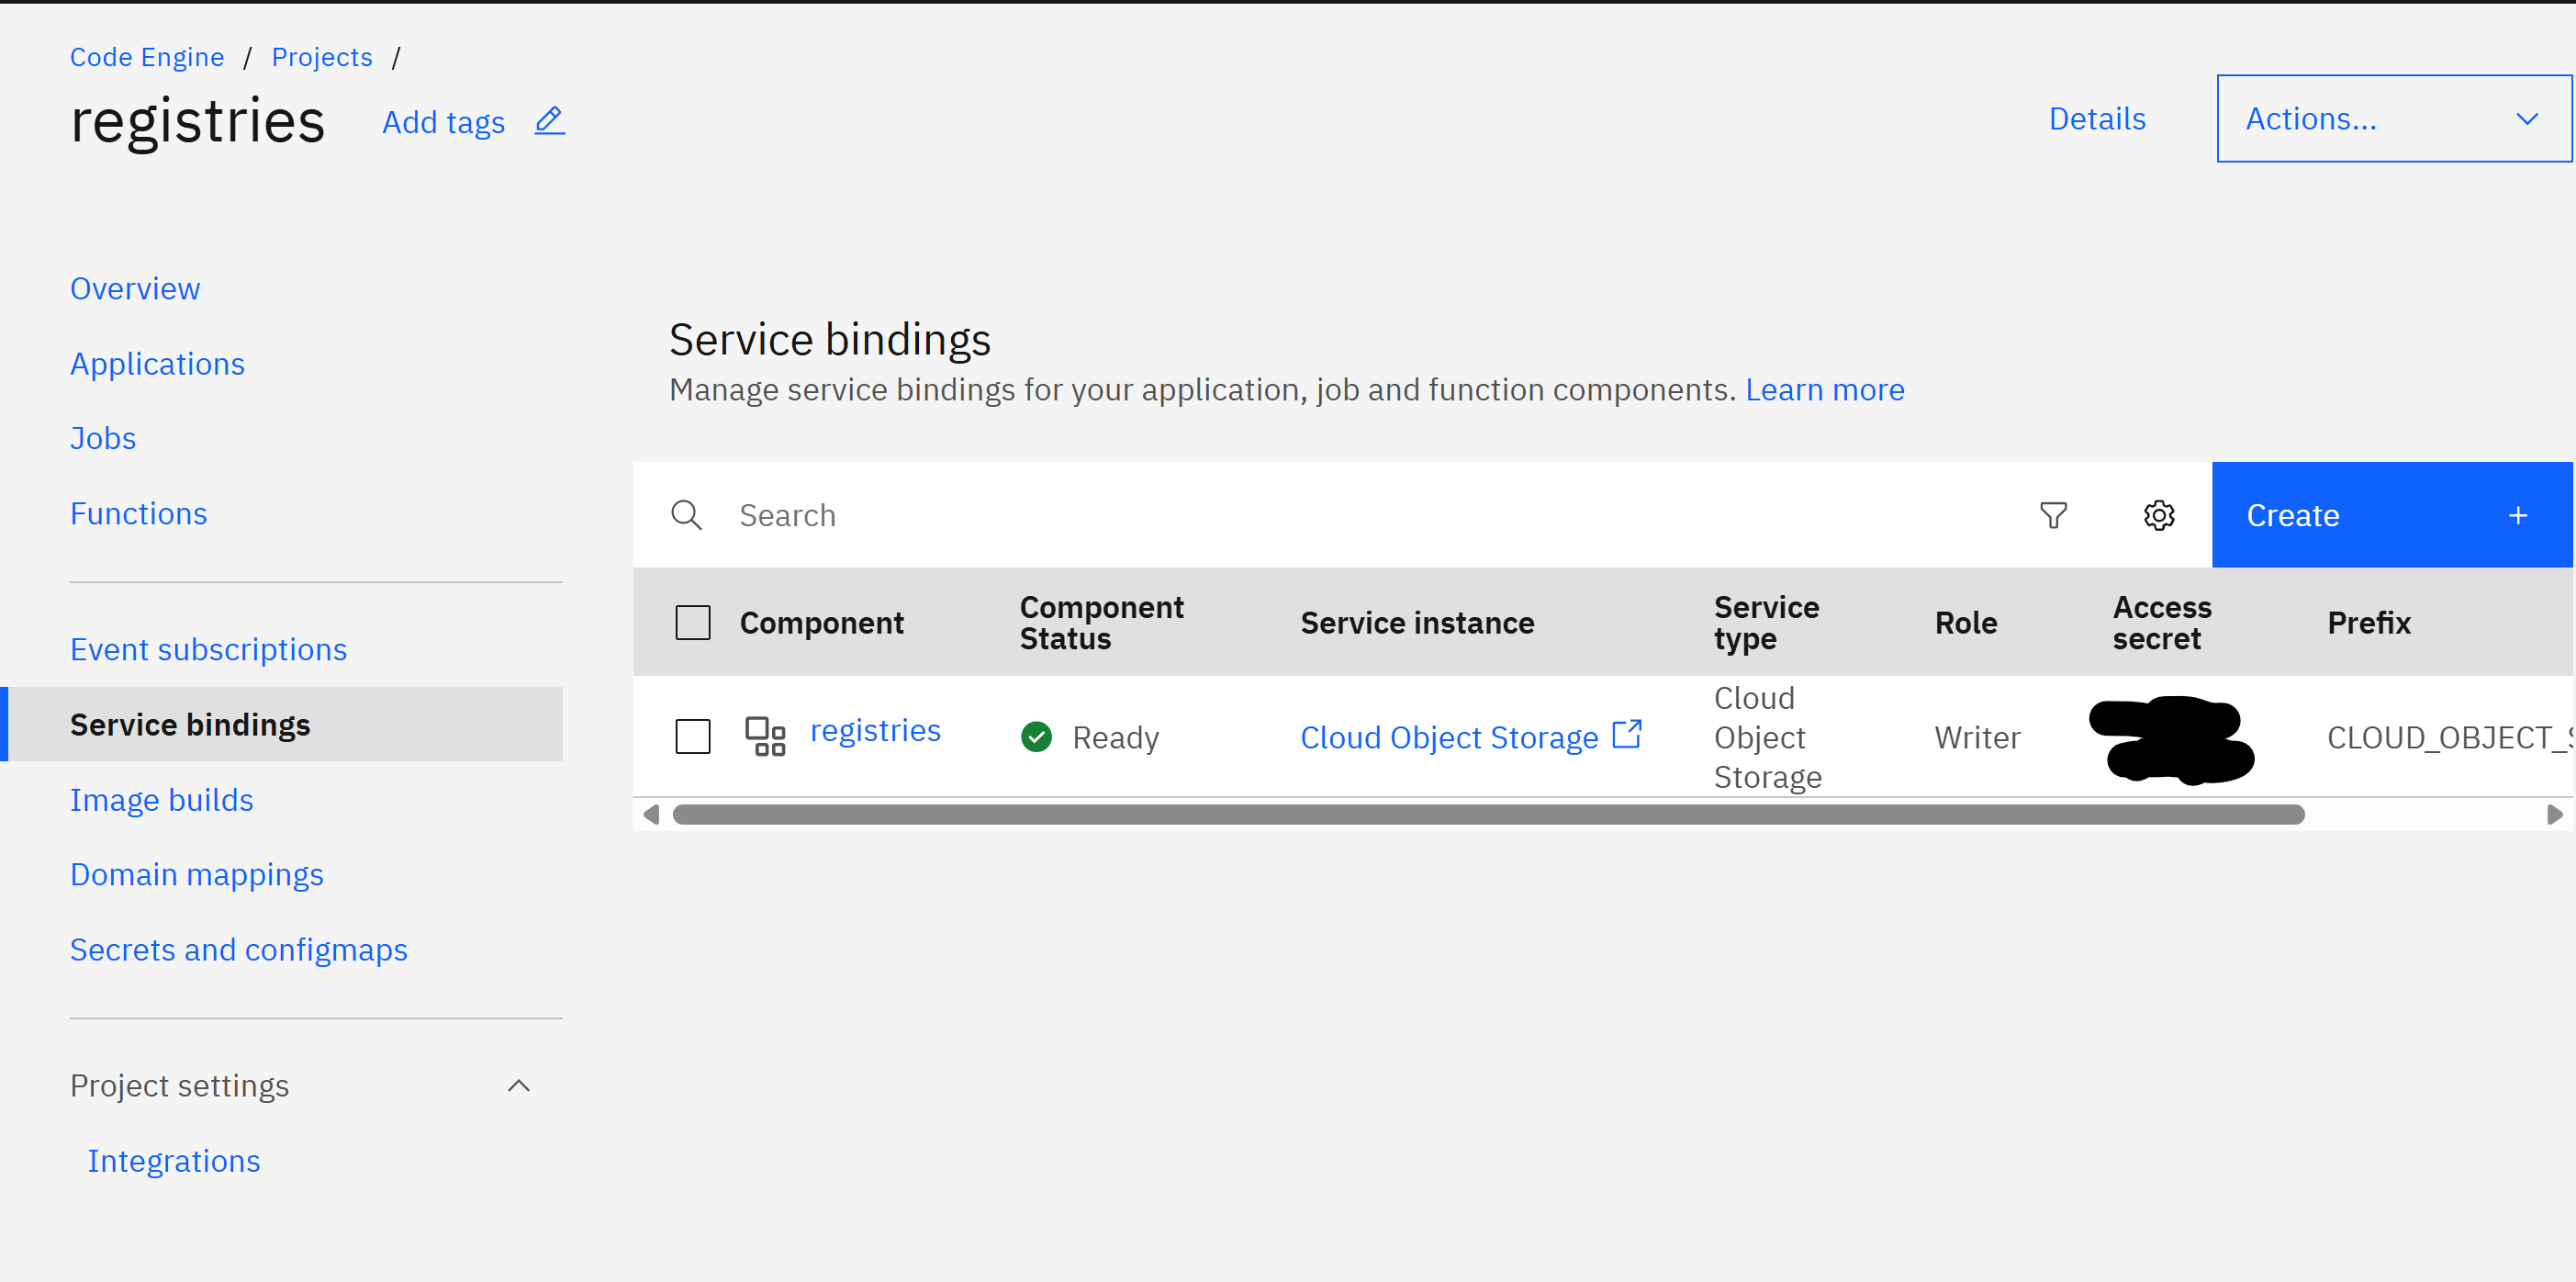 Code Engine / Projects /
registries Add tags
Details Actions...
Overview
Applications
Jobs
Functions
Event subscriptions
Service bindings
Image builds
Domain mappings
Secrets and configmaps
Project settings
Integrations
Service bindings
Manage service bindings for your application, job and function components. Learn more
Search Create +
Component Component Status Service instance Service type Role Access secret Prefix
registries Ready Cloud Object Storage Cloud Object Storage Writer CLOUD_OBJECT_S